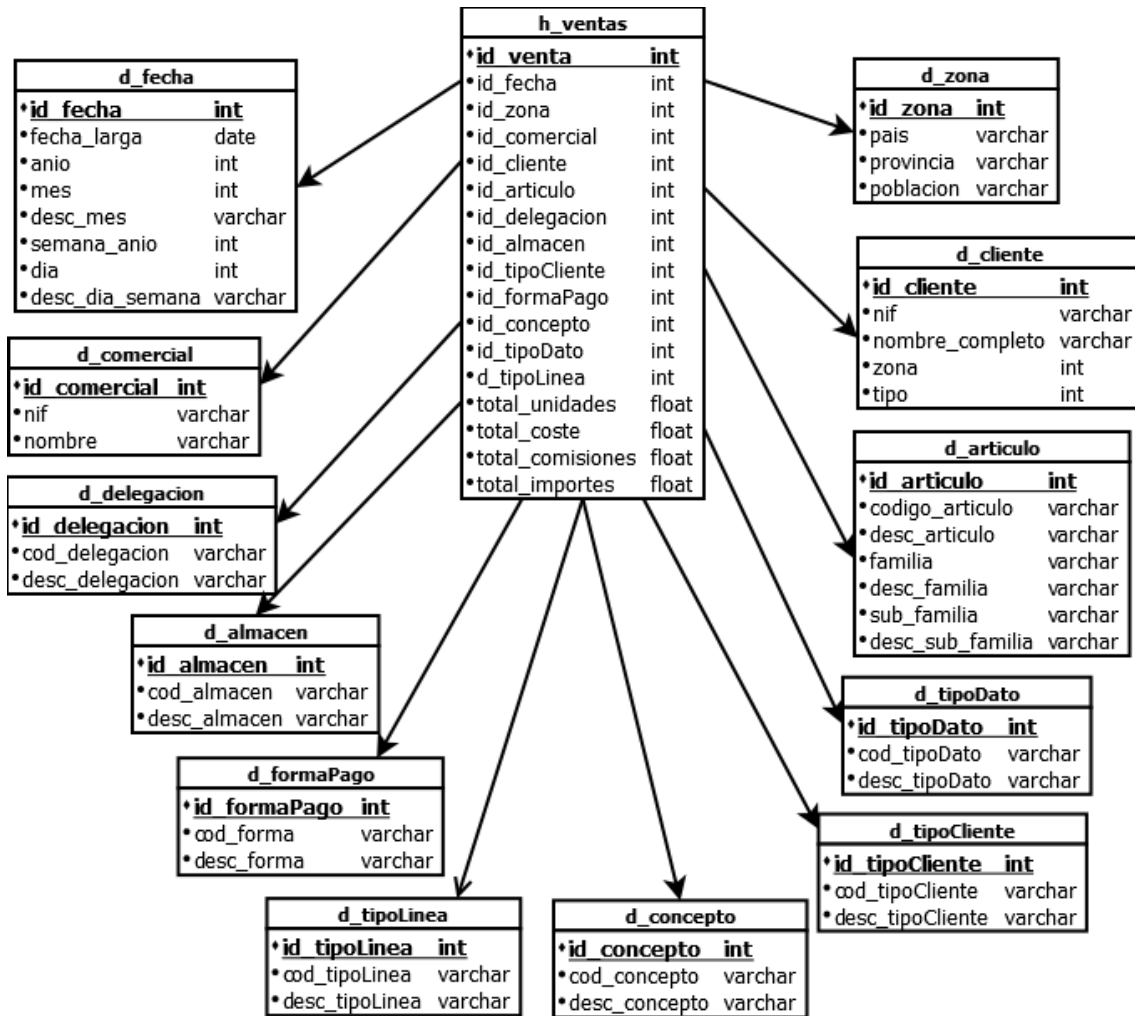 h_ventas
id_venta int
id_fecha int
id_zona int
id_comercial int
id_cliente int
id_articulo int
id_delegacion int
id_almacen int
id_tipoCliente int
id_formaPago int
id_concepto int
id_tipoDato int
d_tipoLinea int
total_unidades float
total_coste float
total_comisiones float
total_importes float
d_fecha
id_fecha int
fecha_larga date
anio int
mes int
desc_mes varchar
semana_anio int
dia int
desc_dia_semana varchar
d_zona
id_zona int
pais varchar
provincia varchar
poblacion varchar
d_cliente
id_cliente int
nif varchar
nombre_completo varchar
zona int
tipo int
d_comercial
id_comercial int
nif varchar
nombre varchar
d_articulo
id_articulo int
codigo_articulo varchar
desc_articulo varchar
familia varchar
desc_familia varchar
sub_familia varchar
desc_sub_familia varchar
d_delegacion
id_delegacion int
cod_delegacion varchar
desc_delegacion varchar
d_almacen
id_almacen int
cod_almacen varchar
desc_almacen varchar
d_tipoDato
id_tipoDato int
cod_tipoDato varchar
desc_tipoDato varchar
d_formaPago
id_formaPago int
cod_forma varchar
desc_forma varchar
d_tipoCliente
id_tipoCliente int
cod_tipoCliente varchar
desc_tipoCliente varchar
d_tipoLinea
id_tipoLinea int
cod_tipoLinea varchar
desc_tipoLinea varchar
d_concepto
id_concepto int
cod_concepto varchar
desc_concepto varchar